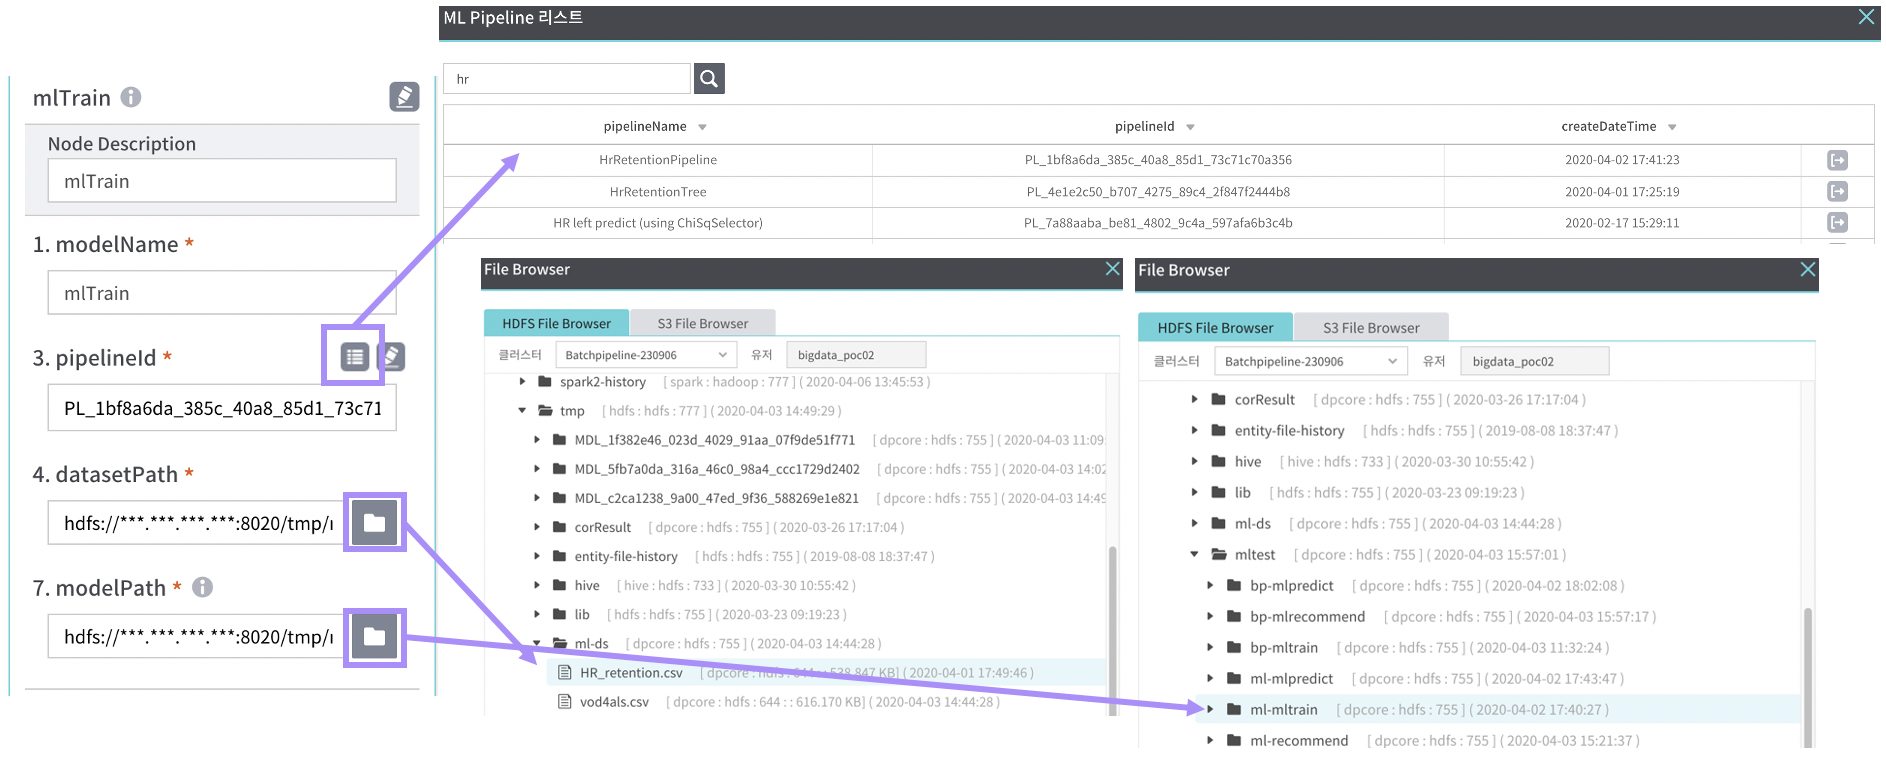 mlTrain
Node Description
mlTrain
1. modelName *
mlTrain
3. pipelineId *
PL_1bf8a6da_385c_40a8_85d1_73c71
4. datasetPath *
hdfs://***.***.***.***:8020/tmp/
7. modelPath *
hdfs://***.***.***.***:8020/tmp/
ML Pipeline 리스트
hr
pipelineName pipelineId createDateTime
HrRetentionPipeline PL_1bf8a6da_385c_40a8_85d1_73c71c70a356 2020-04-02 17:41:23
HrRetentionTree PL_4e1e2c50_b707_4275_89c4_2f847f2444b8 2020-04-01 17:25:19
HR left predict (using ChiSqSelector) PL_7a88aaba_be81_4802_9c4a_597afa6b3c4b 2020-02-17 15:29:11
File Browser
HDFS File Browser S3 File Browser
클러스터 Batchpipeline-230906 유저 bigdata_poc02
spark2-history [ spark : hadoop : 777 ] ( 2020-04-06 13:45:53 )
tmp [ hdfs : hdfs : 777 ] ( 2020-04-03 14:49:29 )
MDL_1f382e46_023d_4029_91aa_07f9de51f771 [ dpcore : hdfs : 755 ] ( 2020-04-03 11:09:
MDL_5fb7a0da_316a_46c0_98a4_ccc1729d2402 [ dpcore : hdfs : 755 ] ( 2020-04-03 14:02
MDL_c2ca1238_9a00_47ed_9f36_588269e1e821 [ dpcore : hdfs : 755 ] ( 2020-04-03 14:49
corResult [ dpcore : hdfs : 755 ] ( 2020-03-26 17:17:04 )
entity-file-history [ hdfs : hdfs : 755 ] ( 2019-08-08 18:37:47 )
hive [ hive : hdfs : 733 ] ( 2020-03-30 10:55:42 )
lib [ hdfs : hdfs : 755 ] ( 2020-03-23 09:19:23 )
ml-ds [ dpcore : hdfs : 755 ] ( 2020-04-03 14:44:28 )
HR_retention.csv [ dpcore : hdfs : 644 : : 538.847 KB] ( 2020-04-01 17:49:46 )
vod4als.csv [ dpcore : hdfs : 644 : : 616.170 KB] ( 2020-04-03 14:44:28 )
File Browser
HDFS File Browser S3 File Browser
클러스터 Batchpipeline-230906 유저 bigdata_poc02
corResult [ dpcore : hdfs : 755 ] ( 2020-03-26 17:17:04 )
entity-file-history [ hdfs : hdfs : 755 ] ( 2019-08-08 18:37:47 )
hive [ hive : hdfs : 733 ] ( 2020-03-30 10:55:42 )
lib [ hdfs : hdfs : 755 ] ( 2020-03-23 09:19:23 )
ml-ds [ dpcore : hdfs : 755 ] ( 2020-04-03 14:44:28 )
mltest [ dpcore : hdfs : 755 ] ( 2020-04-03 15:57:01 )
bp-mlpredict [ dpcore : hdfs : 755 ] ( 2020-04-02 18:02:08 )
bp-mlrecommend [ dpcore : hdfs : 755 ] ( 2020-04-03 15:57:17 )
bp-mltrain [ dpcore : hdfs : 755 ] ( 2020-04-03 11:32:24 )
ml-mlpredict [ dpcore : hdfs : 755 ] ( 2020-04-02 17:43:47 )
ml-mltrain [ dpcore : hdfs : 755 ] ( 2020-04-02 17:40:27 )
ml-recommend [ dpcore : hdfs : 755 ] ( 2020-04-03 15:21:37 )